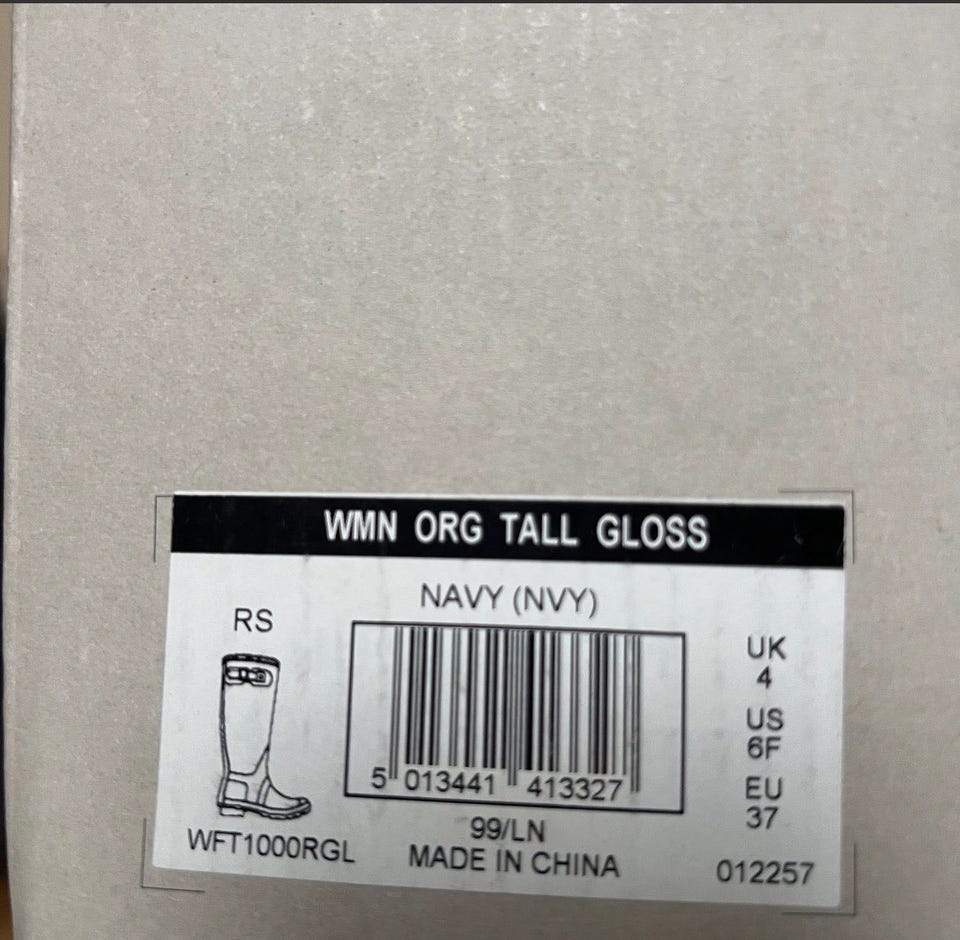 WMN ORG TALL GLOSS
NAVY (NVY)
RS
5 013441 413327
UK
4
US
6F
EU
37
WFT1000RGL
99/LN
MADE IN CHINA
012257